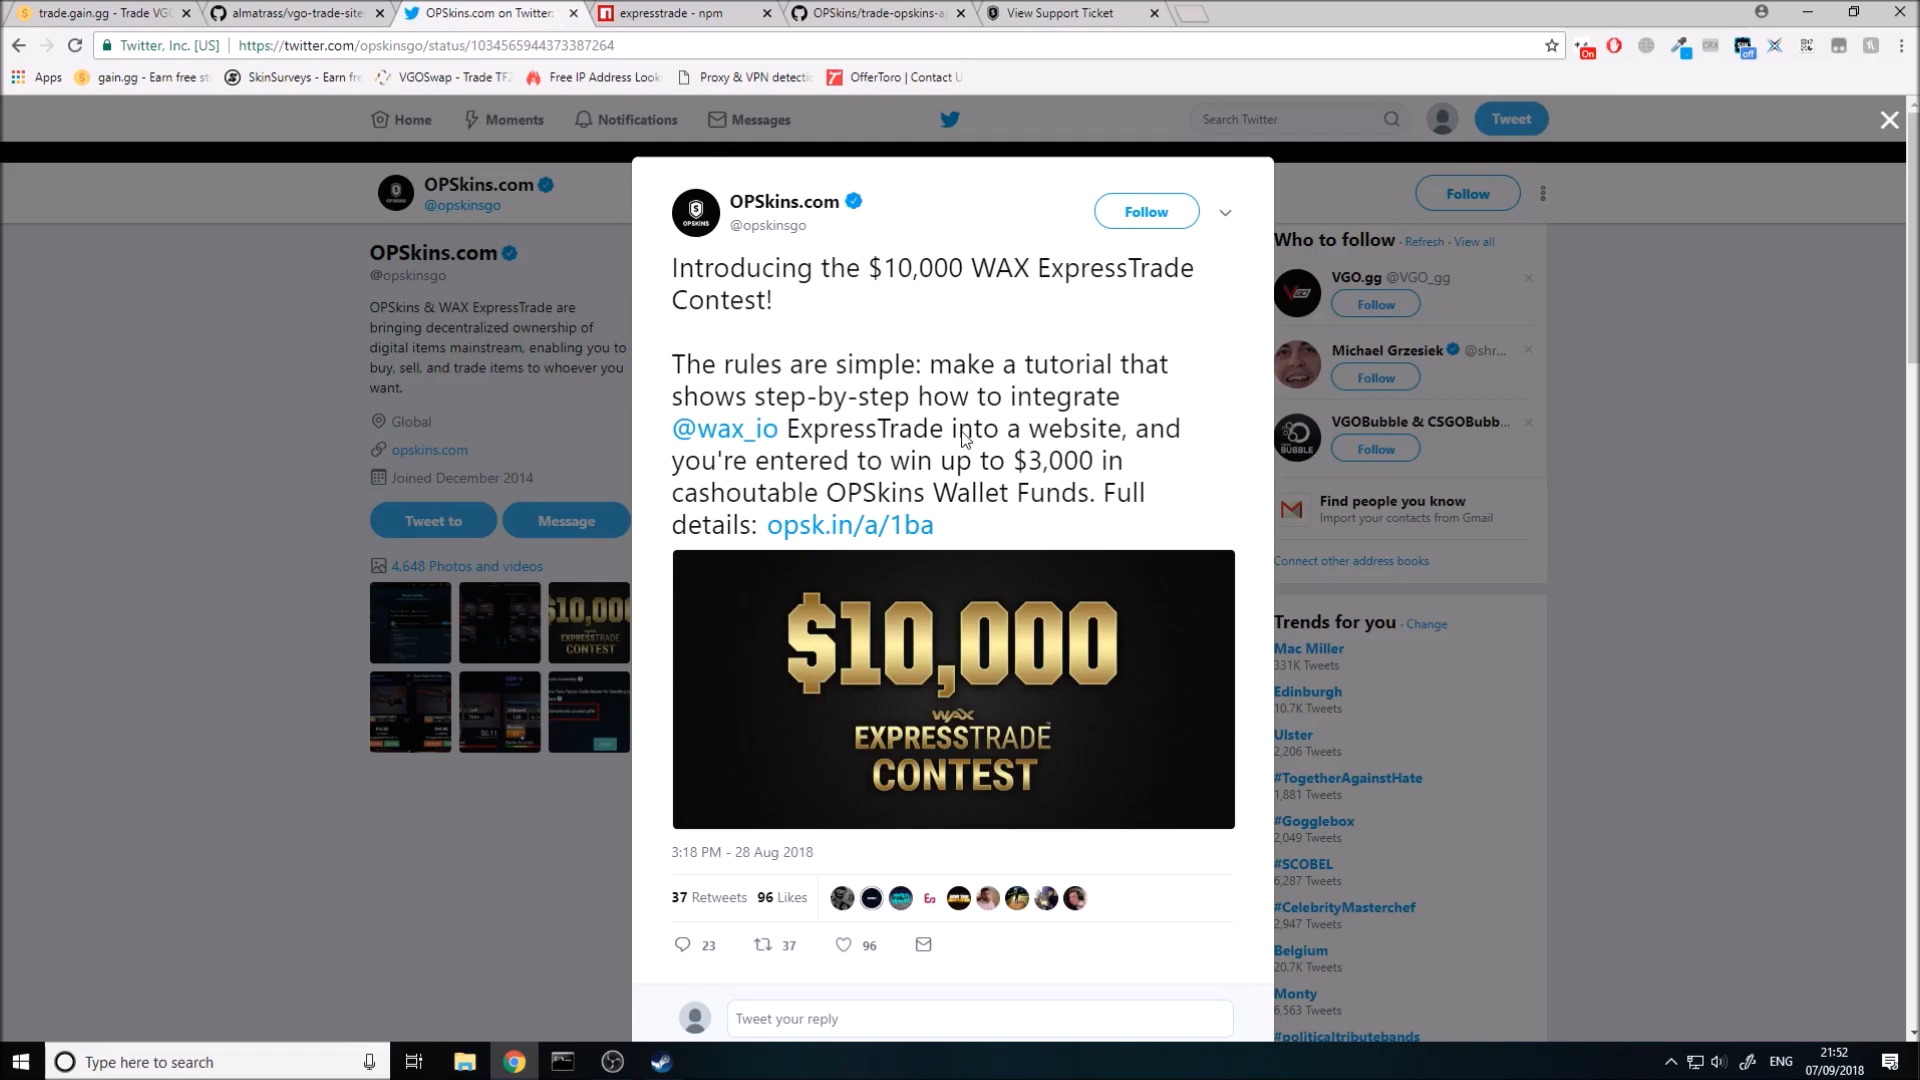 trade.gain.gg - Trade VG
almatrass/vgo-trade-site
OPSkins.com on Twitter:
expresstrade - npm
OPSkins/trade-opskins-a
View Support Ticket
Twitter, Inc. [US]
https://twitter.com/opskinsgo/status/1034565944373387264
On
off
Apps
gain.gg - Earn free s
SkinSurveys - Earn fre
VGOSwap - Trade TF
Free IP Address Look
Proxy & VPN detecti
OfferToro | Contact U
Home
Moments
Notifications
Messages
Search Twitter
Tweet
OPSkins.com
@opskinsgo
Follow
OPSkins.com
@opskinsgo
OPSkins & WAX ExpressTrade are
bringing decentralized ownership of
digital items mainstream, enabling you to
buy, sell, and trade items to whoever you
want.
Global
opskins.com
Joined December 2014
Tweet to
Message
4,648 Photos and videos
$10,000
EXPRESSTRADE
CONTEST
OPSkins.com
@opskinsgo
Follow
Introducing the $10,000 WAX ExpressTrade
Contest!
The rules are simple: make a tutorial that
shows step-by-step how to integrate
@wax_io ExpressTrade into a website, and
you're entered to win up to $3,000 in
cashoutable OPSkins Wallet Funds. Full
details: opsk.in/a/1ba
$10,000
WAX
EXPRESSTRADE
CONTEST
3:18 PM - 28 Aug 2018
37 Retweets 96 Likes
23
37
96
Tweet your reply
Who to follow · Refresh · View all
VGO.gg @VGO_gg
Follow
Michael Grzesiek @shr...
Follow
VGOBubble & CSGOBubb...
Follow
Find people you know
Import your contacts from Gmail
Connect other address books
Trends for you · Change
Mac Miller
331K Tweets
Edinburgh
10.7K Tweets
Ulster
2,206 Tweets
#TogetherAgainstHate
1,881 Tweets
#Gogglebox
2,049 Tweets
#SCOBEL
6,287 Tweets
#CelebrityMasterchef
2,947 Tweets
Belgium
20.7K Tweets
Monty
6,563 Tweets
#politicaltributebands
Type here to search
ENG
21:52
07/09/2018